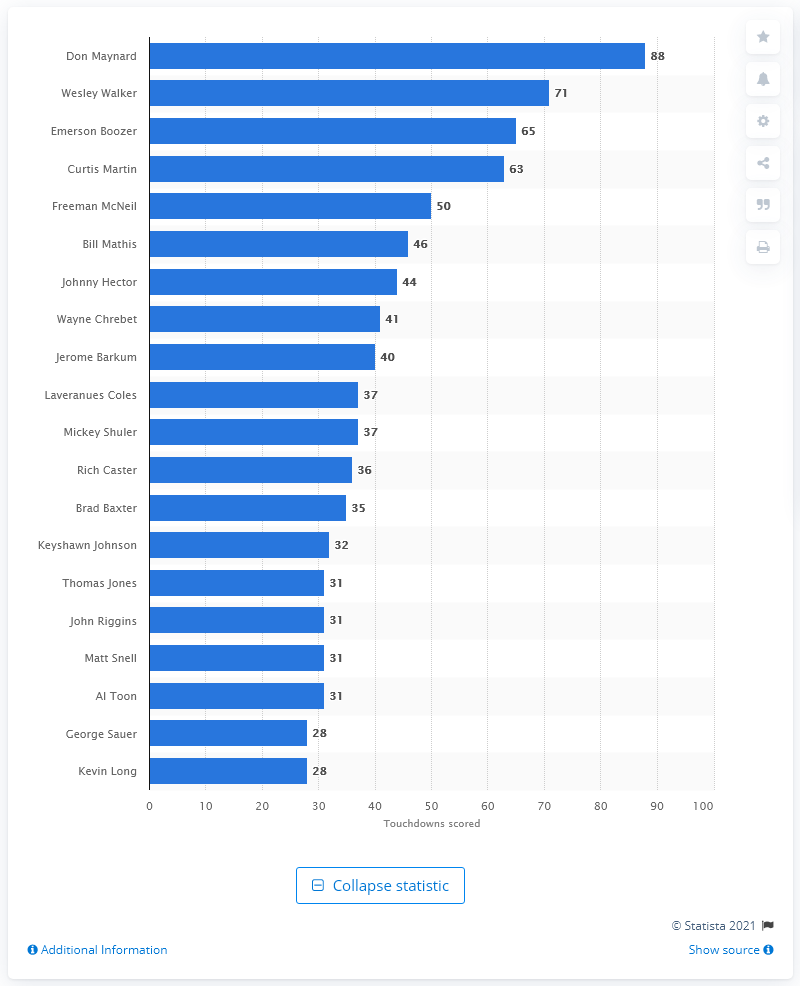 Don Maynard 88
Wesley Walker 71
Emerson Boozer 65
Curtis Martin 63
Freeman McNeil 50
Bill Mathis 46
Johnny Hector 44
Wayne Chrebet 41
Jerome Barkum 40
Laveranues Coles 37
Mickey Shuler 37
Rich Caster 36
Brad Baxter 35
Keyshawn Johnson 32
Thomas Jones 31
John Riggins 31
Matt Snell 31
Al Toon 31
George Sauer 28
Kevin Long 28
0 10 20 30 40 50 60 70 80 90 100
Touchdowns scored
Collapse statistic
© Statista 2021
Additional Information Show source